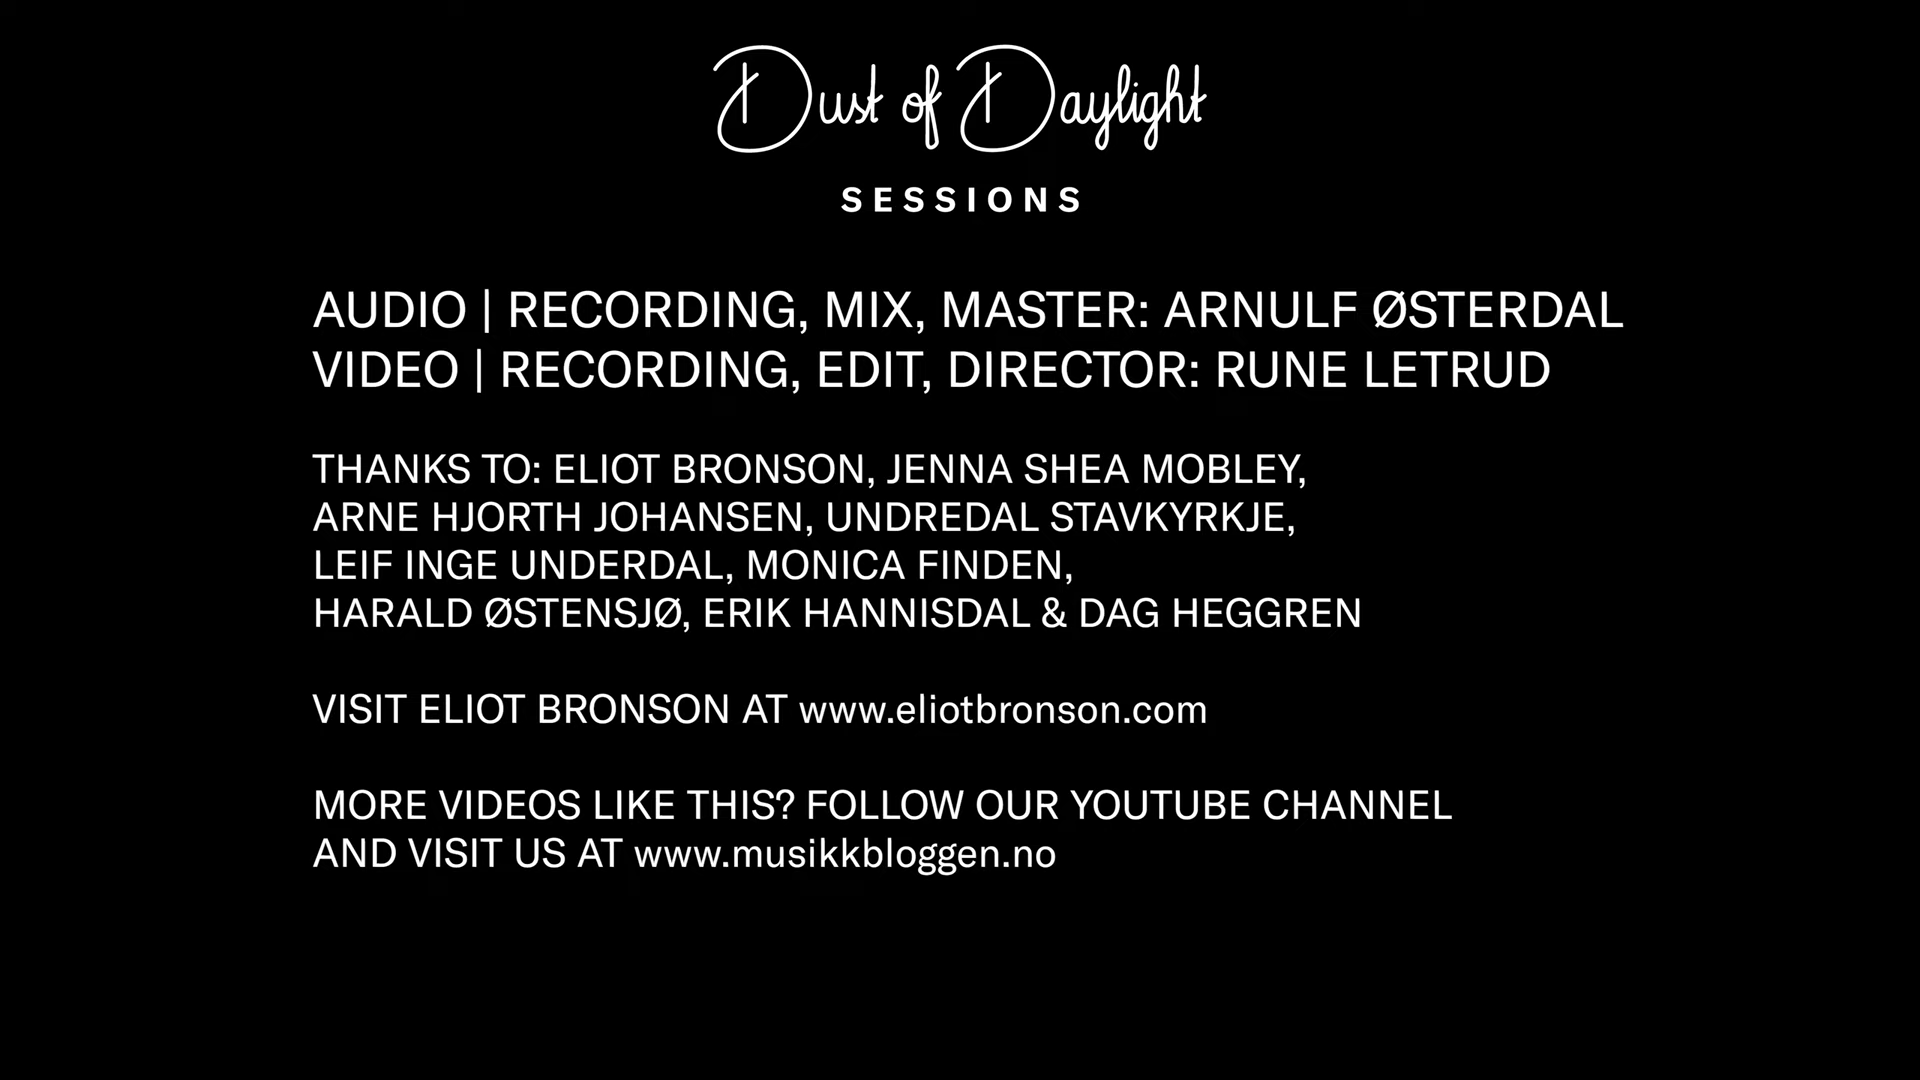 Dust of Daylight
SESSIONS
AUDIO | RECORDING, MIX, MASTER: ARNULF ØSTERDAL
VIDEO | RECORDING, EDIT, DIRECTOR: RUNE LETRUD
THANKS TO: ELIOT BRONSON, JENNA SHEA MOBLEY,
ARNE HJORTH JOHANSEN, UNDREDAL STAVKYRKJE,
LEIF INGE UNDERDAL, MONICA FINDEN,
HARALD ØSTENSJØ, ERIK HANNISDAL & DAG HEGGREN
VISIT ELIOT BRONSON AT www.eliotbronson.com
MORE VIDEOS LIKE THIS? FOLLOW OUR YOUTUBE CHANNEL
AND VISIT US AT www.musikkbloggen.no